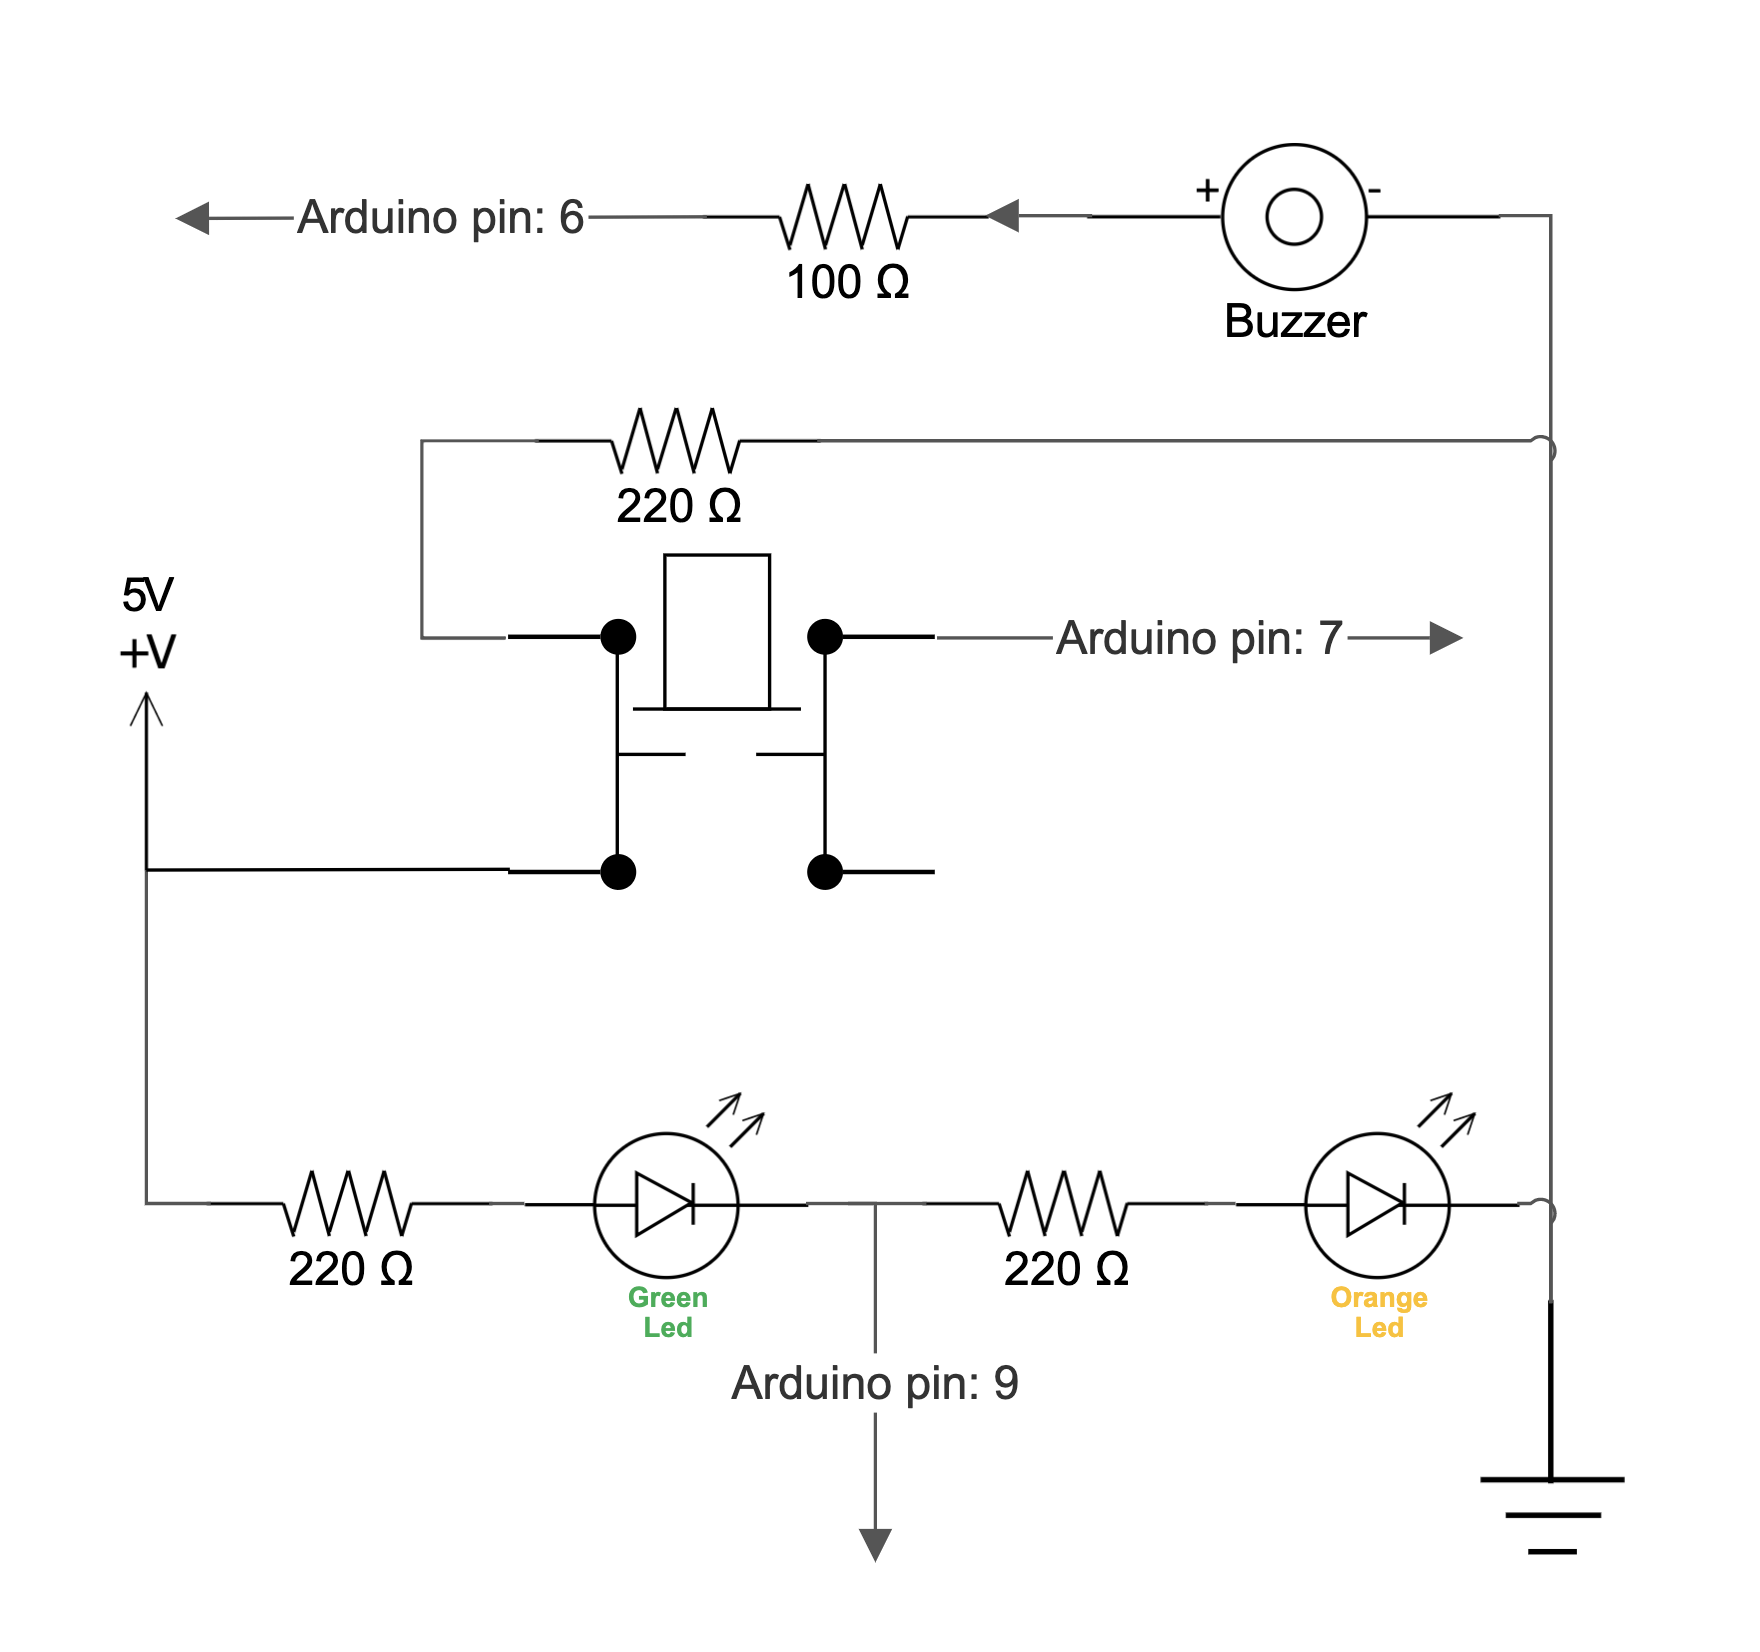 Arduino pin: 6
100 Ω
+
-
Buzzer
220 Ω
5V
+V
Arduino pin: 7
220 Ω
Green
Led
220 Ω
Orange
Led
Arduino pin: 9